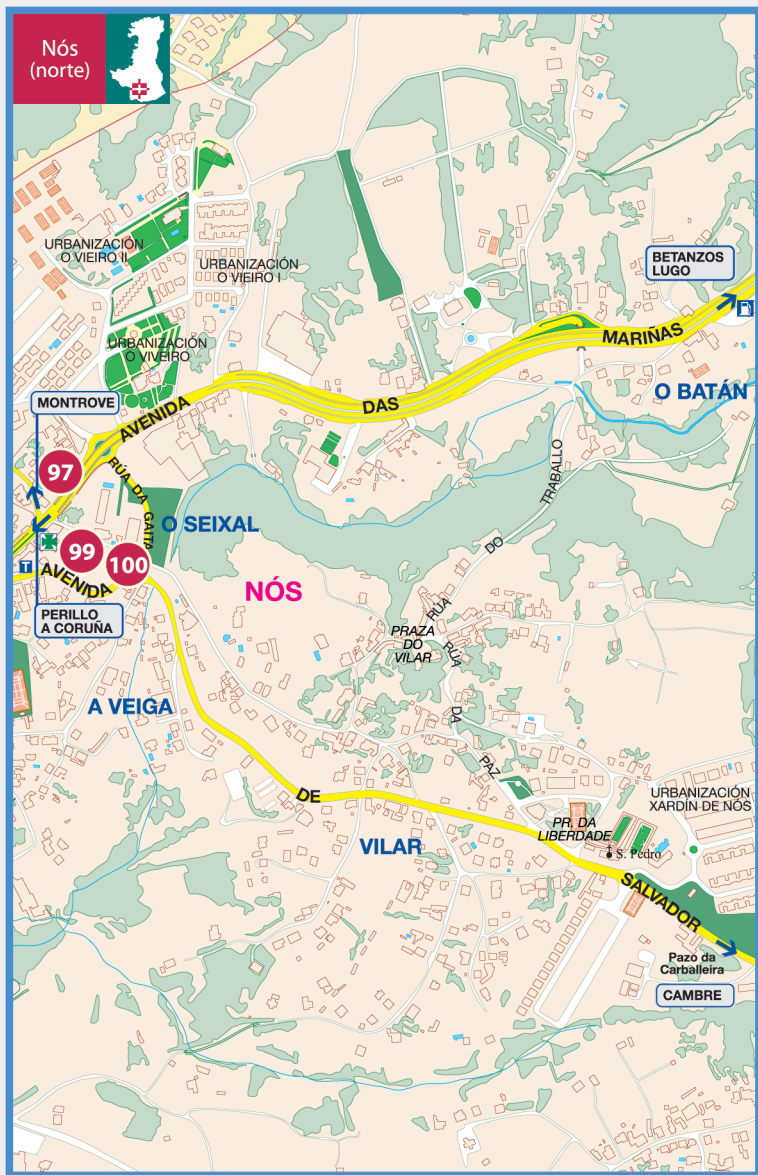 Nós
(norte)
URBANIZACIÓN
O VIEIRO II
URBANIZACIÓN
O VIEIRO I
BETANZOS
LUGO
URBANIZACIÓN
O VIVEIRO
MARIÑAS
O BATÁN
MONTROVE
AVENIDA
DAS
97
RÚA DA GAITA
TRABALLO
O SEIXAL
99
100
DO
T
AVENIDA
NÓS
PERILLO
A CORUÑA
RÚA
PRAZA
DO
VILAR
RÚA
A VEIGA
DA
PAZ
DE
URBANIZACIÓN
XARDÍN DE NÓS
PR. DA
LIBERDADE
VILAR
S. Pedro
SALVADOR
Pazo da
Carballeira
CAMBRE